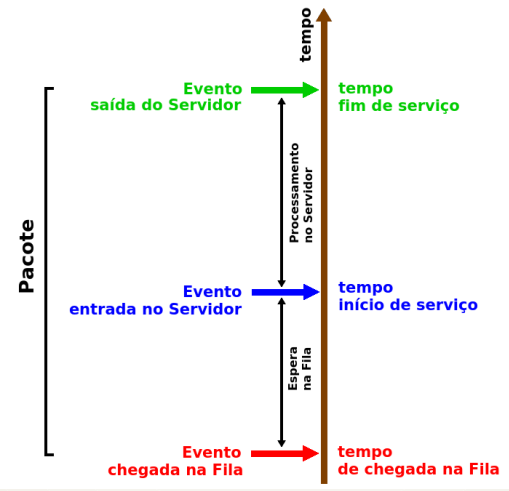 tempo
Evento
saída do Servidor
tempo
fim de serviço
Processamento
no Servidor
Pacote
Evento
entrada no Servidor
tempo
início de serviço
Espera
na Fila
Evento
chegada na Fila
tempo
de chegada na Fila